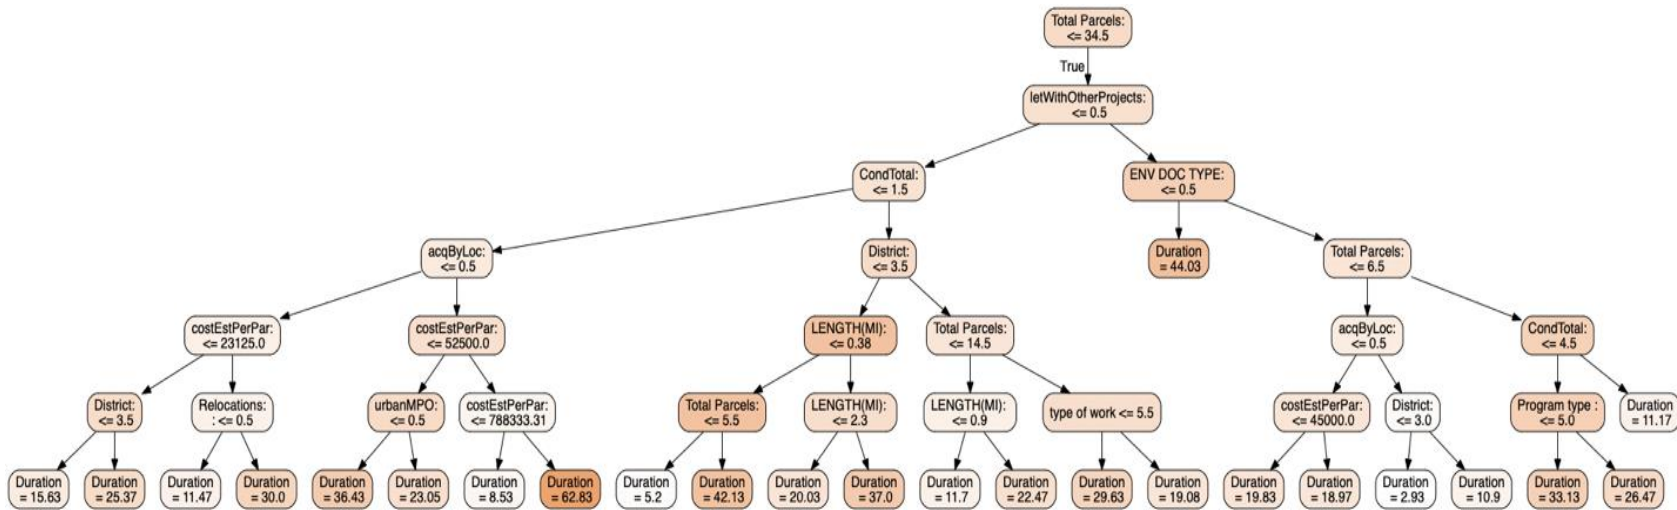 Total Parcels:
<= 34.5
True
letWithOtherProjects:
<= 0.5
CondTotal:
<= 1.5
ENV DOC TYPE:
<= 0.5
acqByLoc:
<= 0.5
District:
<= 3.5
Duration
= 44.03
Total Parcels:
<= 6.5
costEstPerPar:
<= 23125.0
costEstPerPar:
<= 52500.0
LENGTH(MI):
<= 0.38
Total Parcels:
<= 14.5
acqByLoc:
<= 0.5
CondTotal:
<= 4.5
District:
<= 3.5
Relocations:
: <= 0.5
urbanMPO:
<= 0.5
costEstPerPar:
<= 788333.31
Total Parcels:
<= 5.5
LENGTH(MI):
<= 2.3
LENGTH(MI):
<= 0.9
type of work <= 5.5
costEstPerPar:
<= 45000.0
District:
<= 3.0
Program type :
<= 5.0
Duration
= 11.17
Duration
= 15.63
Duration
= 25.37
Duration
= 11.47
Duration
= 30.0
Duration
= 36.43
Duration
= 23.05
Duration
= 8.53
Duration
= 62.83
Duration
= 5.2
Duration
= 42.13
Duration
= 20.03
Duration
= 37.0
Duration
= 11.7
Duration
= 22.47
Duration
= 29.63
Duration
= 19.08
Duration
= 19.83
Duration
= 18.97
Duration
= 2.93
Duration
= 10.9
Duration
= 33.13
Duration
= 26.47